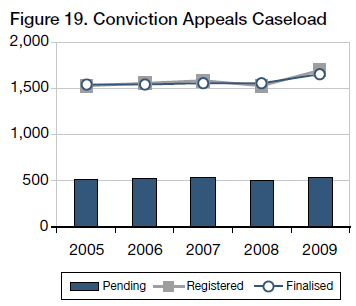 Figure 19. Conviction Appeals Caseload
2,000
1,500
1,000
500
0
2005 2006 2007 2008 2009
Pending Registered Finalised